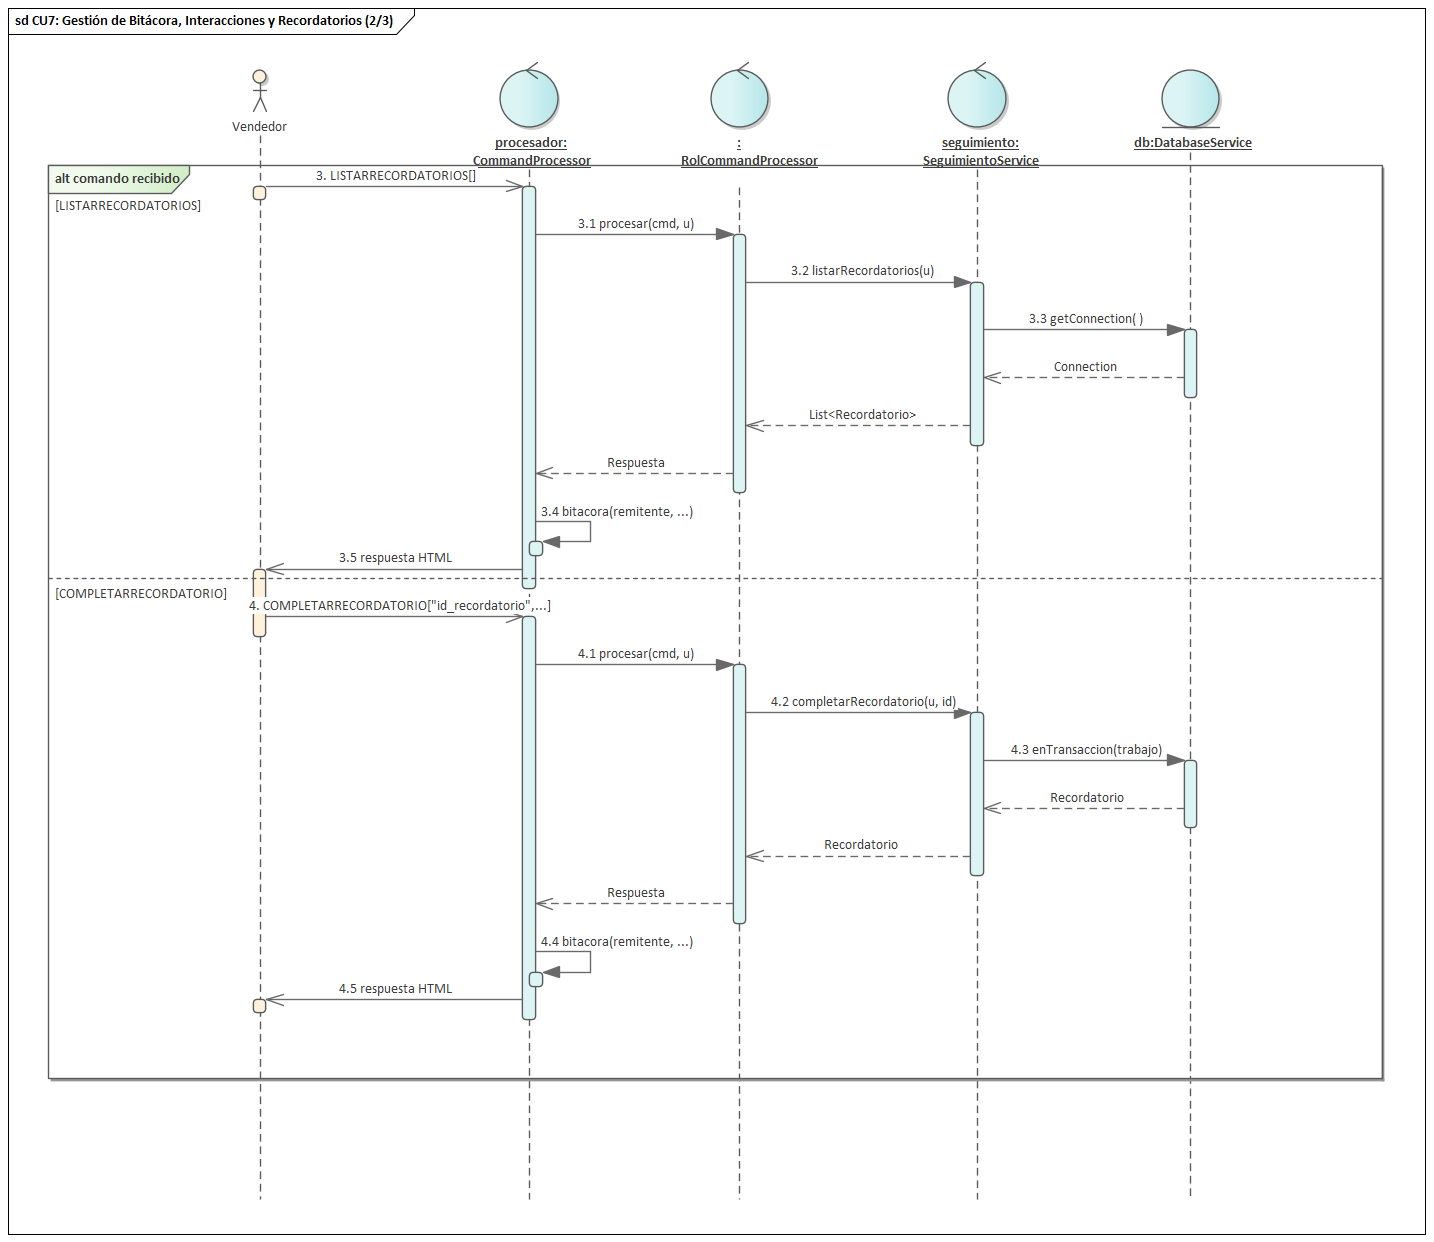 sd CU7: Gestión de Bitácora, Interacciones y Recordatorios (2/3)
Vendedor
procesador:
CommandProcessor
:
RolCommandProcessor
seguimiento:
SeguimientoService
db:DatabaseService
alt comando recibido
[LISTARRECORDATORIOS]
3. LISTARRECORDATORIOS[]
3.1 procesar(cmd, u)
3.2 listarRecordatorios(u)
3.3 getConnection( )
Connection
List<Recordatorio>
Respuesta
3.4 bitacora(remitente, ...)
3.5 respuesta HTML
[COMPLETARRECORDATORIO]
4. COMPLETARRECORDATORIO["id_recordatorio",...]
4.1 procesar(cmd, u)
4.2 completarRecordatorio(u, id)
4.3 enTransaccion(trabajo)
Recordatorio
Recordatorio
Respuesta
4.4 bitacora(remitente, ...)
4.5 respuesta HTML